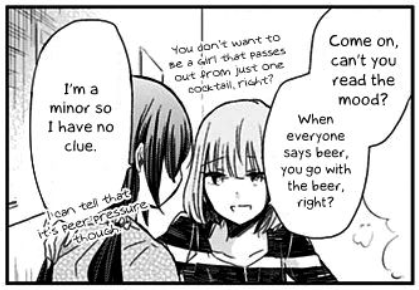 Come on,
can't you
read the
mood?
When
everyone
says beer,
you go with
the beer,
right?
You don't want to
be a girl that passes
out from just one
cocktail, right?
I'm a
minor so
I have no
clue.
I can tell that
it's peer pressure
though